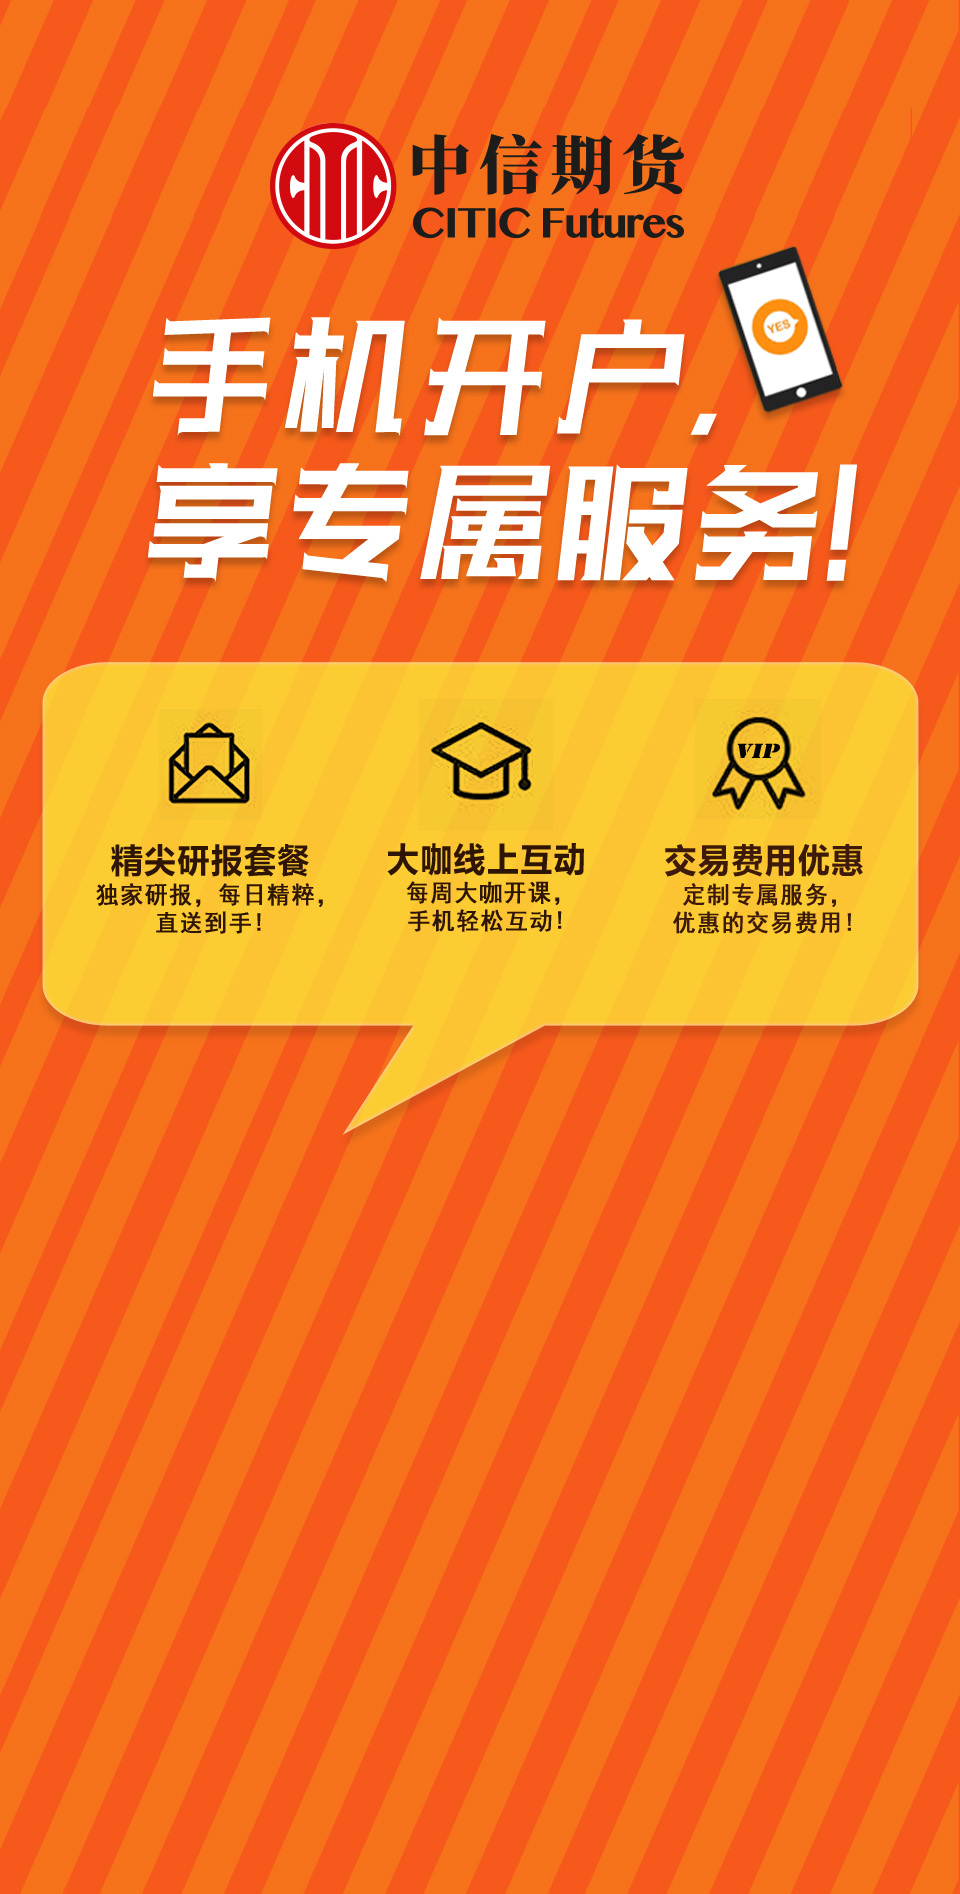 中信期货
CITIC Futures
YES
手机开户，
享专属服务！
VIP
精尖研报套餐
独家研报，每日精粹，
直送到手！
大咖线上互动
每周大咖开课，
手机轻松互动！
交易费用优惠
定制专属服务，
优惠的交易费用！